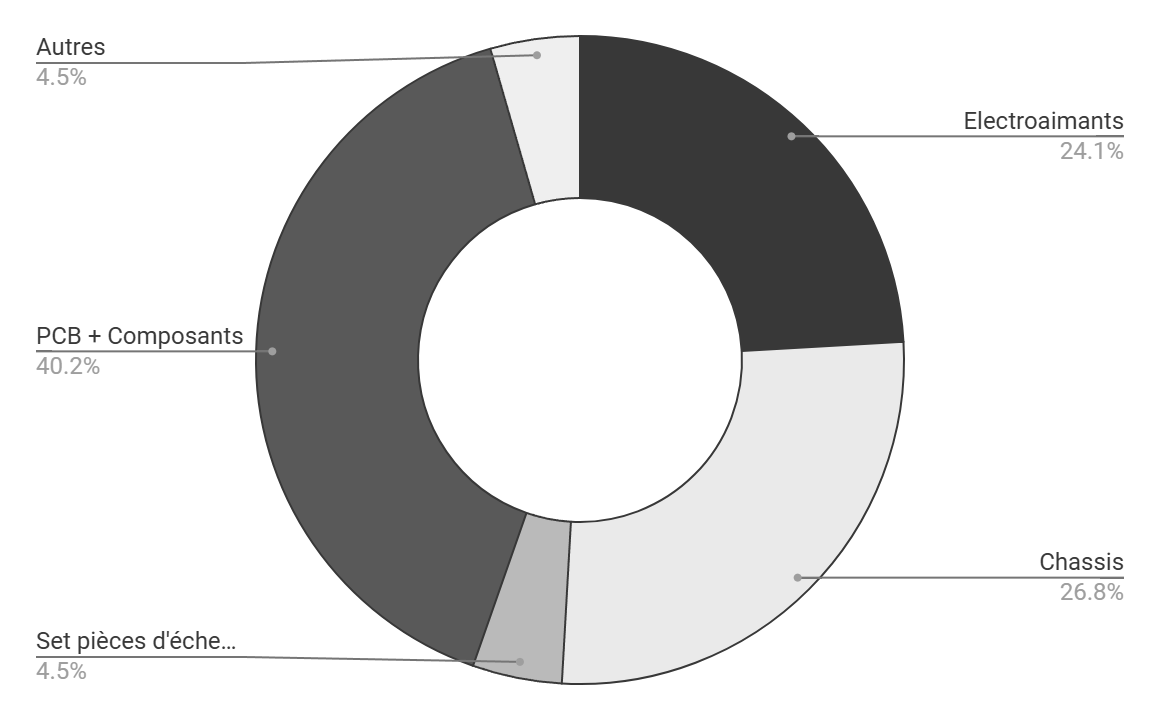 Autres
4.5%
Electroaimants
24.1%
PCB + Composants
40.2%
Chassis
26.8%
Set pièces d'éche...
4.5%